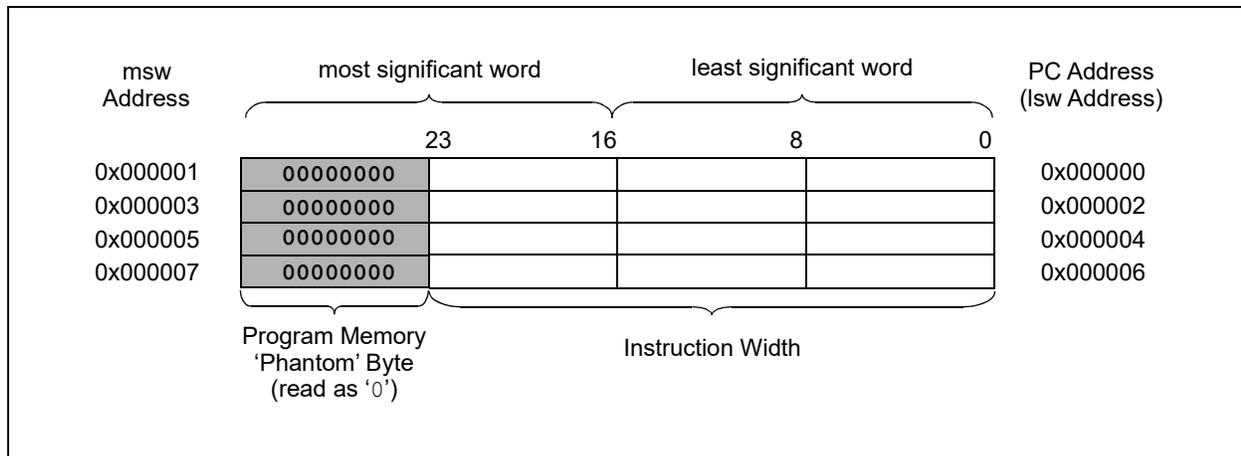 msw
Address
most significant word
least significant word
PC Address
(lsw Address)
23
16
8
0
0x000001
00000000
0x000000
0x000003
00000000
0x000002
0x000005
00000000
0x000004
0x000007
00000000
0x000006
Program Memory
‘Phantom’ Byte
(read as ‘0’)
Instruction Width